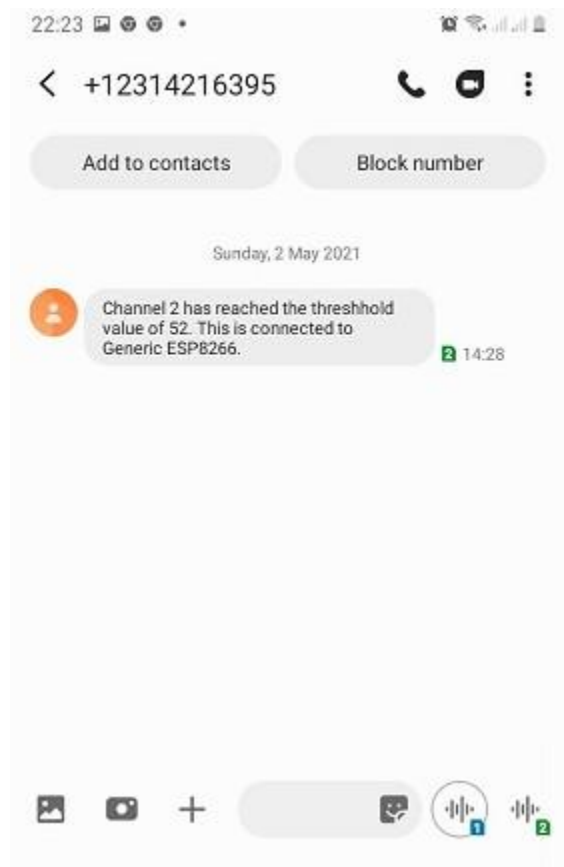 22:23
+12314216395
Add to contacts
Block number
Sunday, 2 May 2021
Channel 2 has reached the threshhold
value of 52. This is connected to
Generic ESP8266.
2 14:28
1
2